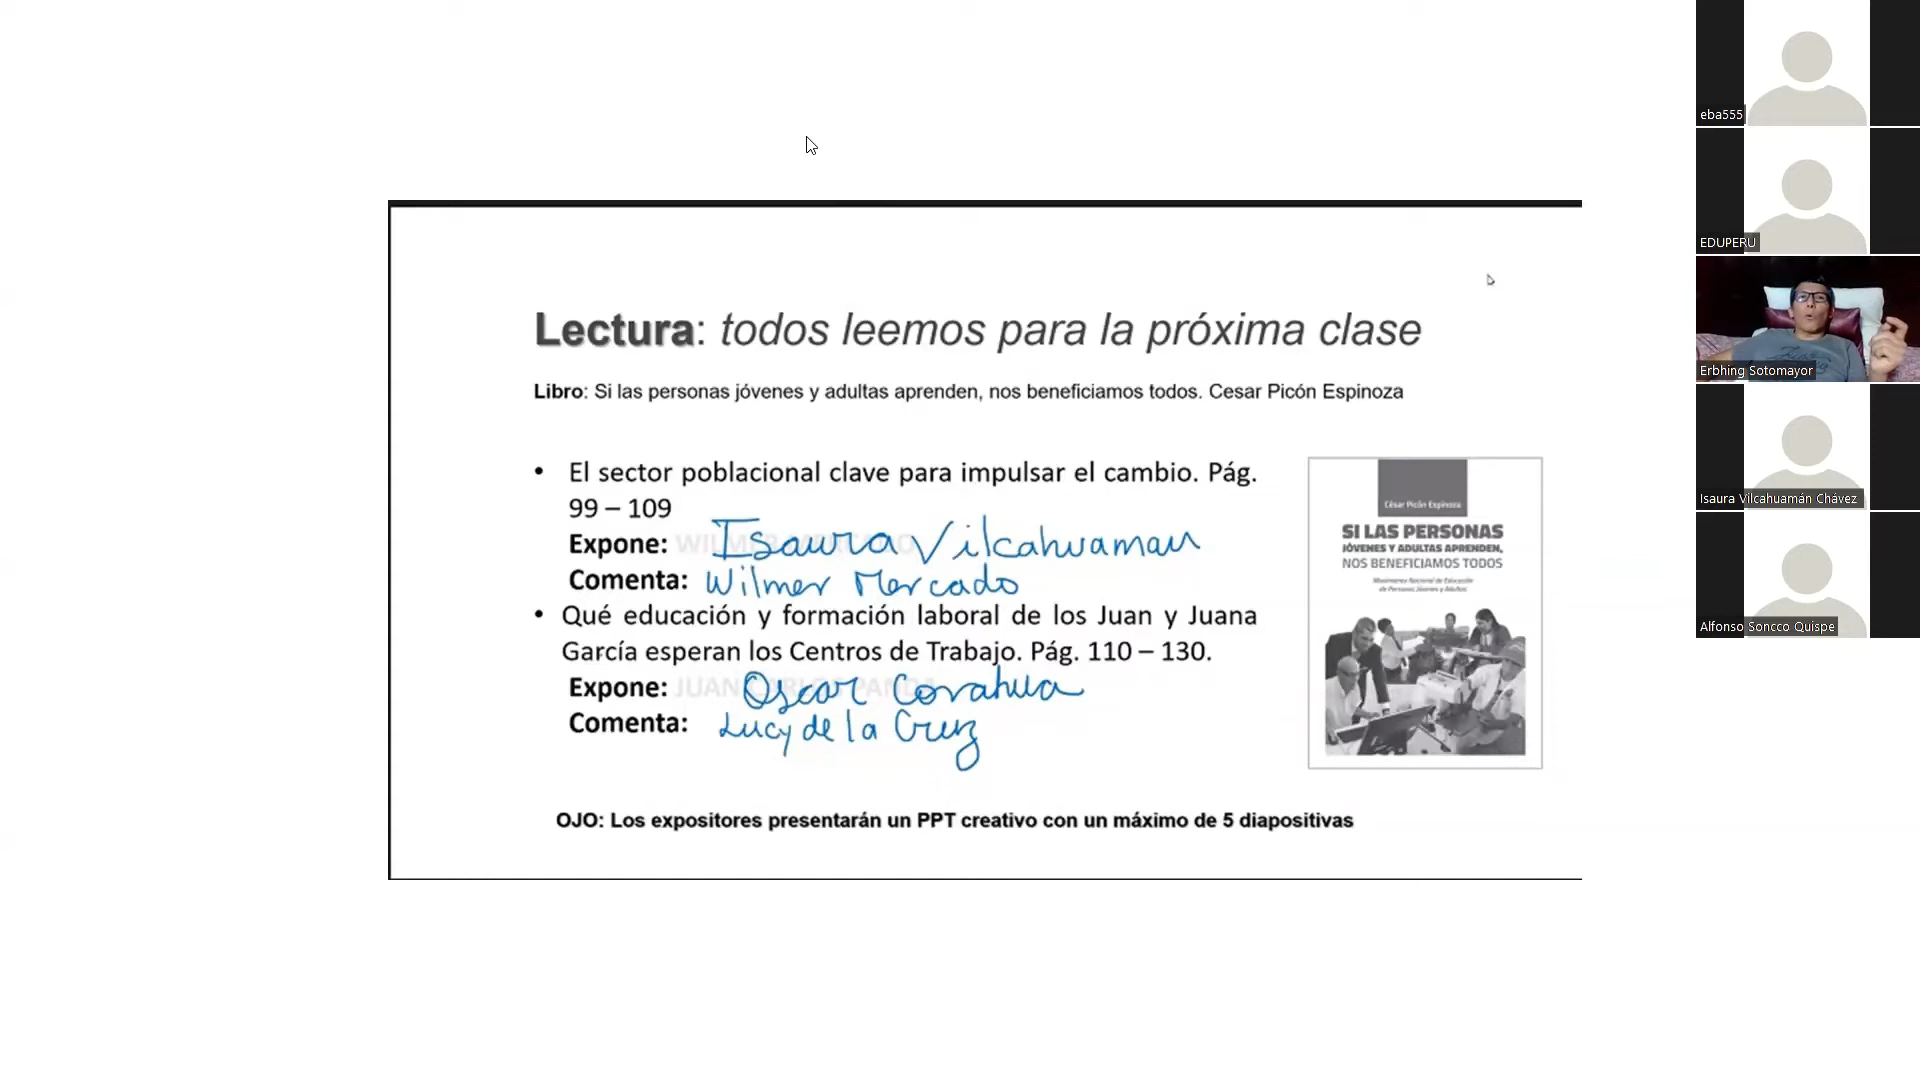 Lectura: todos leemos para la próxima clase
Libro: Si las personas jóvenes y adultas aprenden, nos beneficiamos todos. Cesar Picón Espinoza
• El sector poblacional clave para impulsar el cambio. Pág.
99 – 109
Expone: Isaura Vilcahuaman
Comenta: Wilmer Mercado
• Qué educación y formación laboral de los Juan y Juana
García esperan los Centros de Trabajo. Pág. 110 – 130.
Expone: Oscar Corahua
Comenta: Lucy de la Cruz
César Picón Espinoza
SI LAS PERSONAS
JÓVENES Y ADULTAS APRENDEN,
NOS BENEFICIAMOS TODOS
Movimiento Nacional de Educación
de Personas Jóvenes y Adultas
OJO: Los expositores presentarán un PPT creativo con un máximo de 5 diapositivas
eba555
EDUPERU
Erbhing Sotomayor
Isaura Vilcahuamán Chávez
Alfonso Soncco Quispe